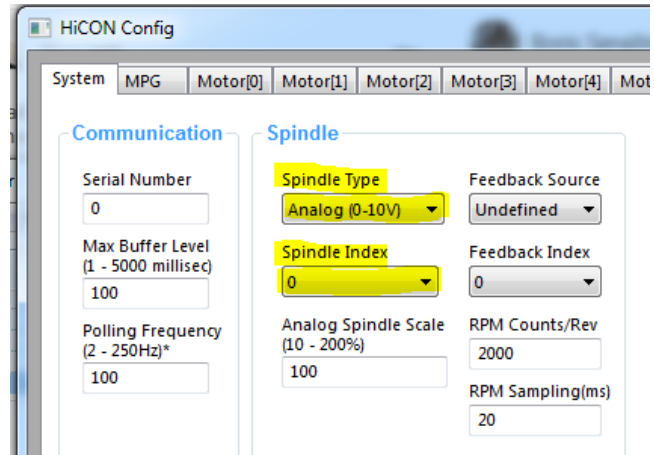 HiCON Config
System
MPG
Motor[0]
Motor[1]
Motor[2]
Motor[3]
Motor[4]
Communication
Serial Number
0
Max Buffer Level
(1 - 5000 millisec)
100
Polling Frequency
(2 - 250Hz)*
100
Spindle
Spindle Type
Analog (0-10V)
Spindle Index
0
Analog Spindle Scale
(10 - 200%)
100
Feedback Source
Undefined
Feedback Index
0
RPM Counts/Rev
2000
RPM Sampling(ms)
20